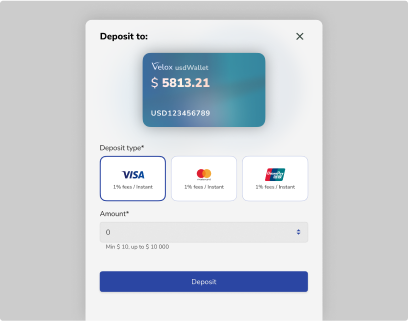 Deposit to:
Velox usdWallet
$ 5813.21
USD123456789
Deposit type*
VISA
1% fees / Instant
1% fees / Instant
UnionPay
1% fees / Instant
Amount*
0
Min $ 10, up to $ 10 000
Deposit